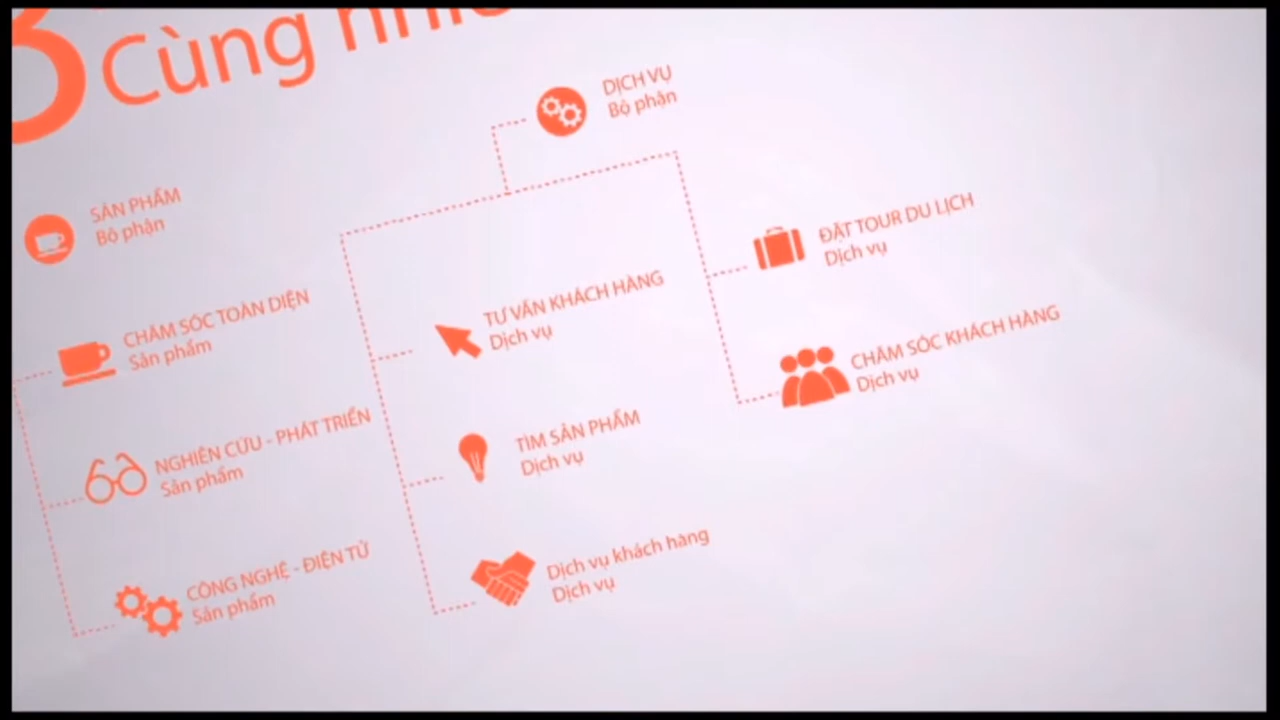 3
Cùng
DỊCH VỤ
Bộ phận
SẢN PHẨM
Bộ phận
CHĂM SÓC TOÀN DIỆN
Sản phẩm
NGHIÊN CỨU - PHÁT TRIỂN
Sản phẩm
CÔNG NGHỆ - ĐIỆN TỬ
Sản phẩm
TƯ VẤN KHÁCH HÀNG
Dịch vụ
TÌM SẢN PHẨM
Dịch vụ
Dịch vụ khách hàng
Dịch vụ
ĐẶT TOUR DU LỊCH
Dịch vụ
CHĂM SÓC KHÁCH HÀNG
Dịch vụ